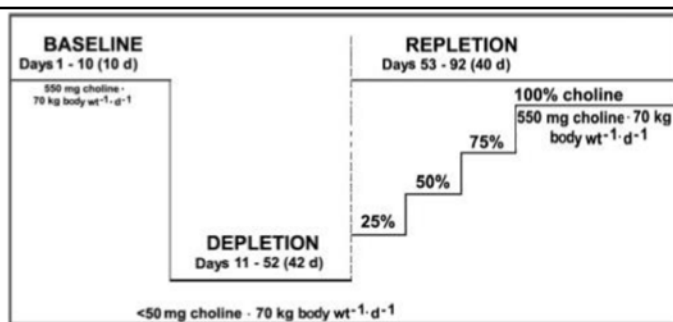 BASELINE
Days 1 - 10 (10 d)
550 mg choline ·
70 kg body wt⁻¹·d⁻¹
DEPLETION
Days 11 - 52 (42 d)
<50 mg choline · 70 kg body wt⁻¹·d⁻¹
REPLETION
Days 53 - 92 (40 d)
25%
50%
75%
100% choline
550 mg choline·70 kg
body wt⁻¹·d⁻¹